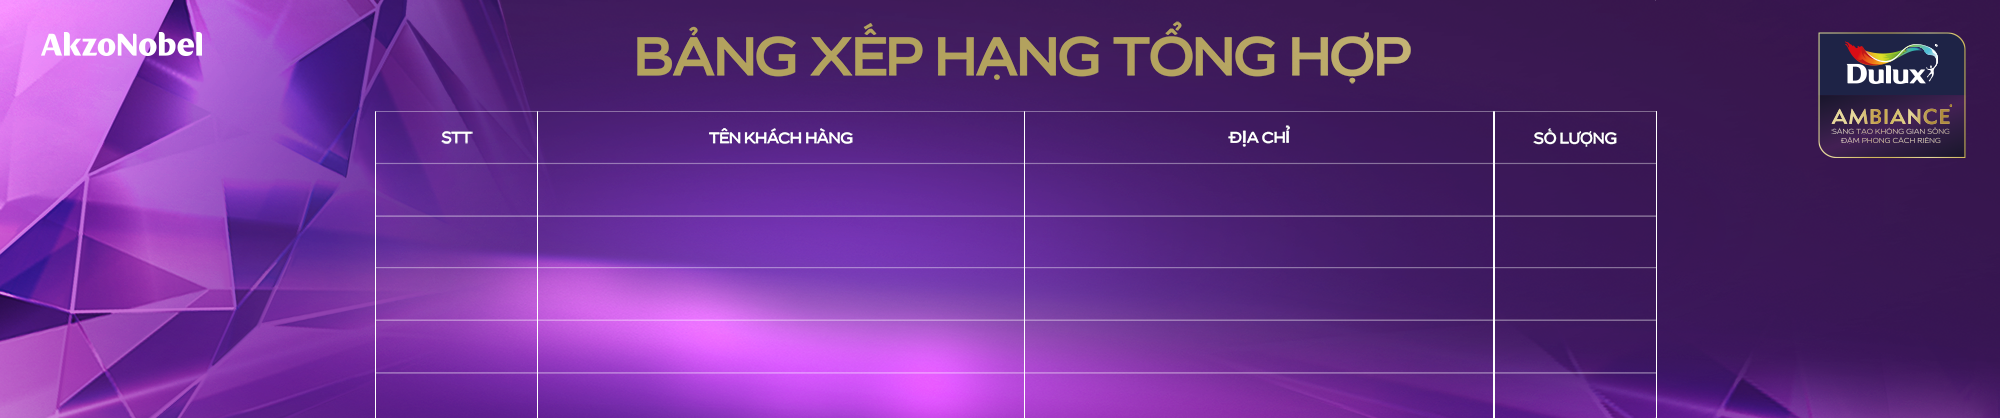 AkzoNobel
BẢNG XẾP HẠNG TỔNG HỢP
Dulux
AMBIANCE
SÁNG TẠO KHÔNG GIAN SỐNG
ĐẬM PHONG CÁCH RIÊNG
STT TÊN KHÁCH HÀNG ĐỊA CHỈ SỐ LƯỢNG